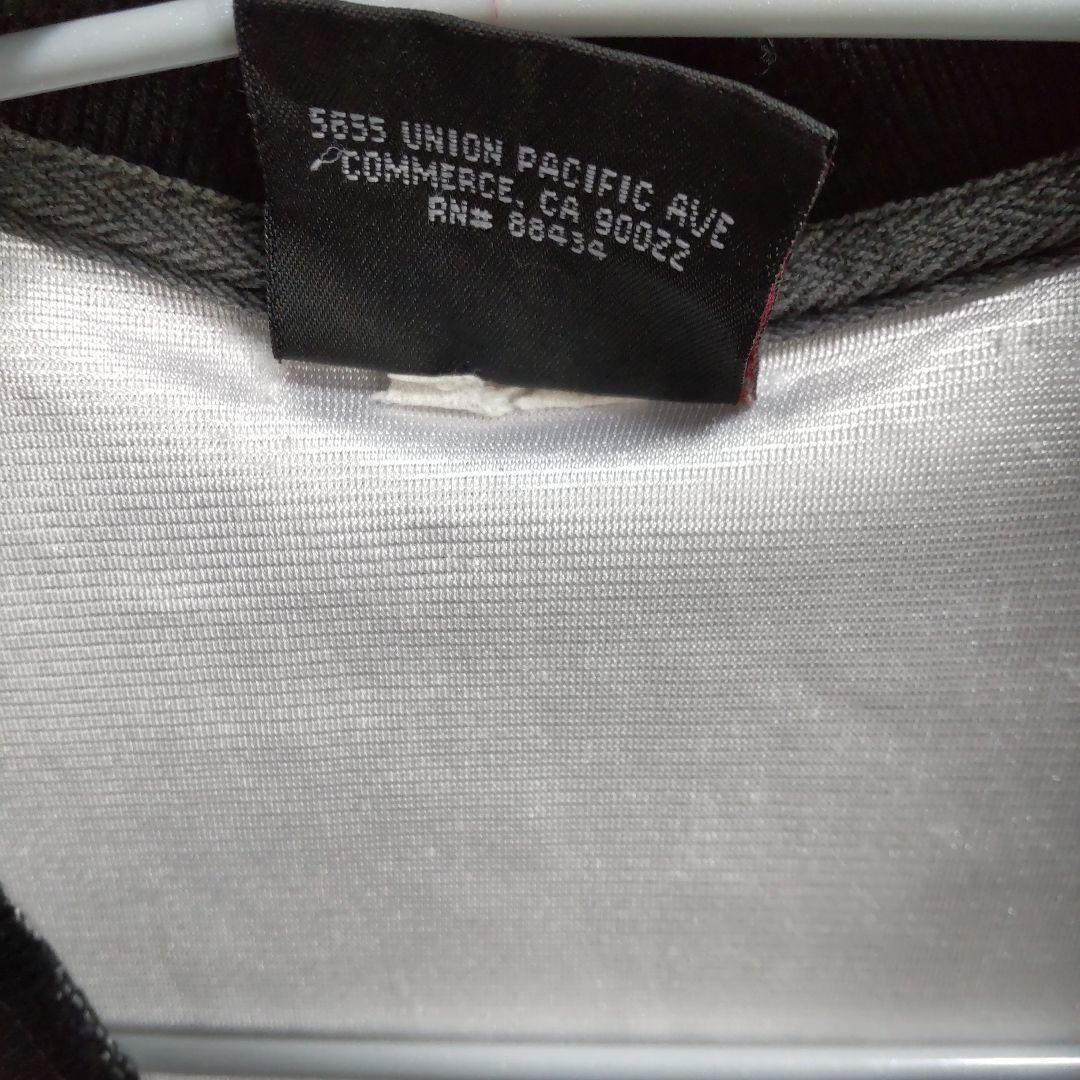 5655 UNION PACIFIC AVE
COMMERCE, CA 90022
RN# 88434